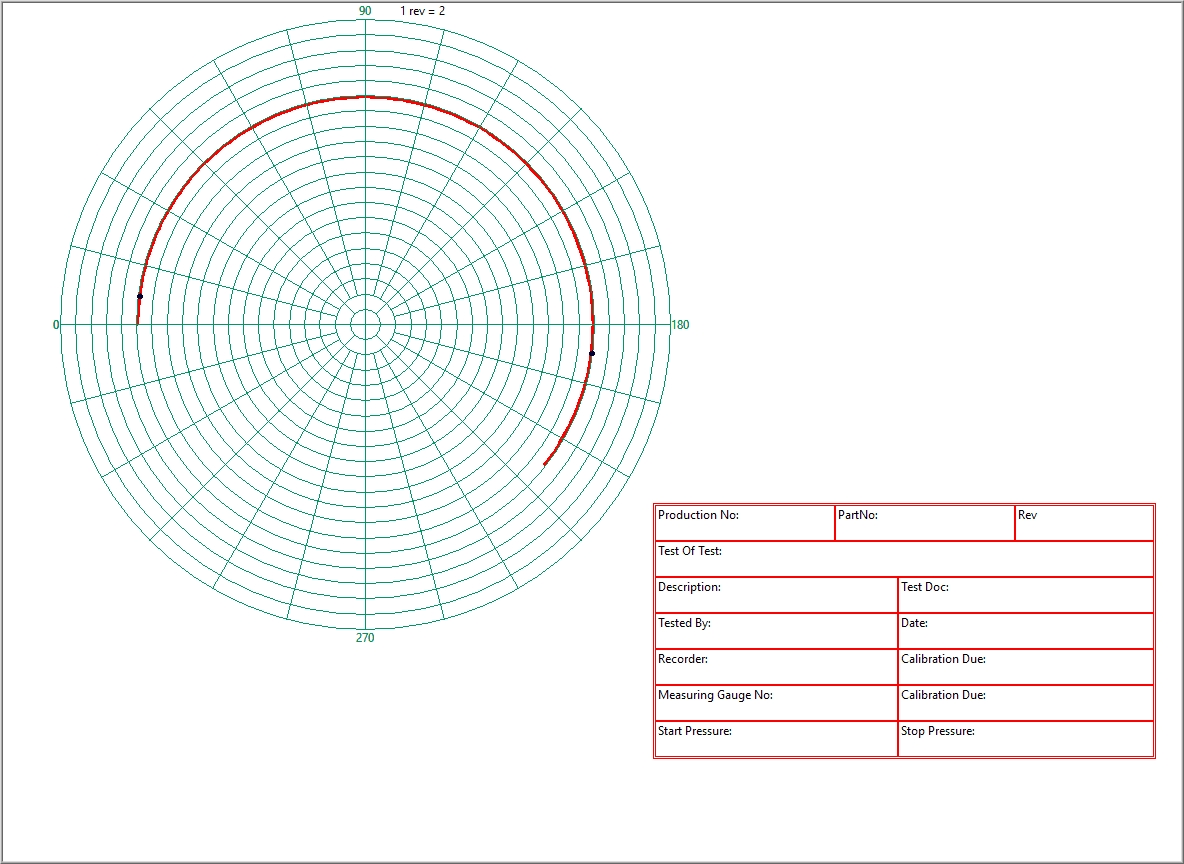 90 1 rev = 2
0 180
270
Production No: PartNo: Rev
Test Of Test:
Description: Test Doc:
Tested By: Date:
Recorder: Calibration Due:
Measuring Gauge No: Calibration Due:
Start Pressure: Stop Pressure: